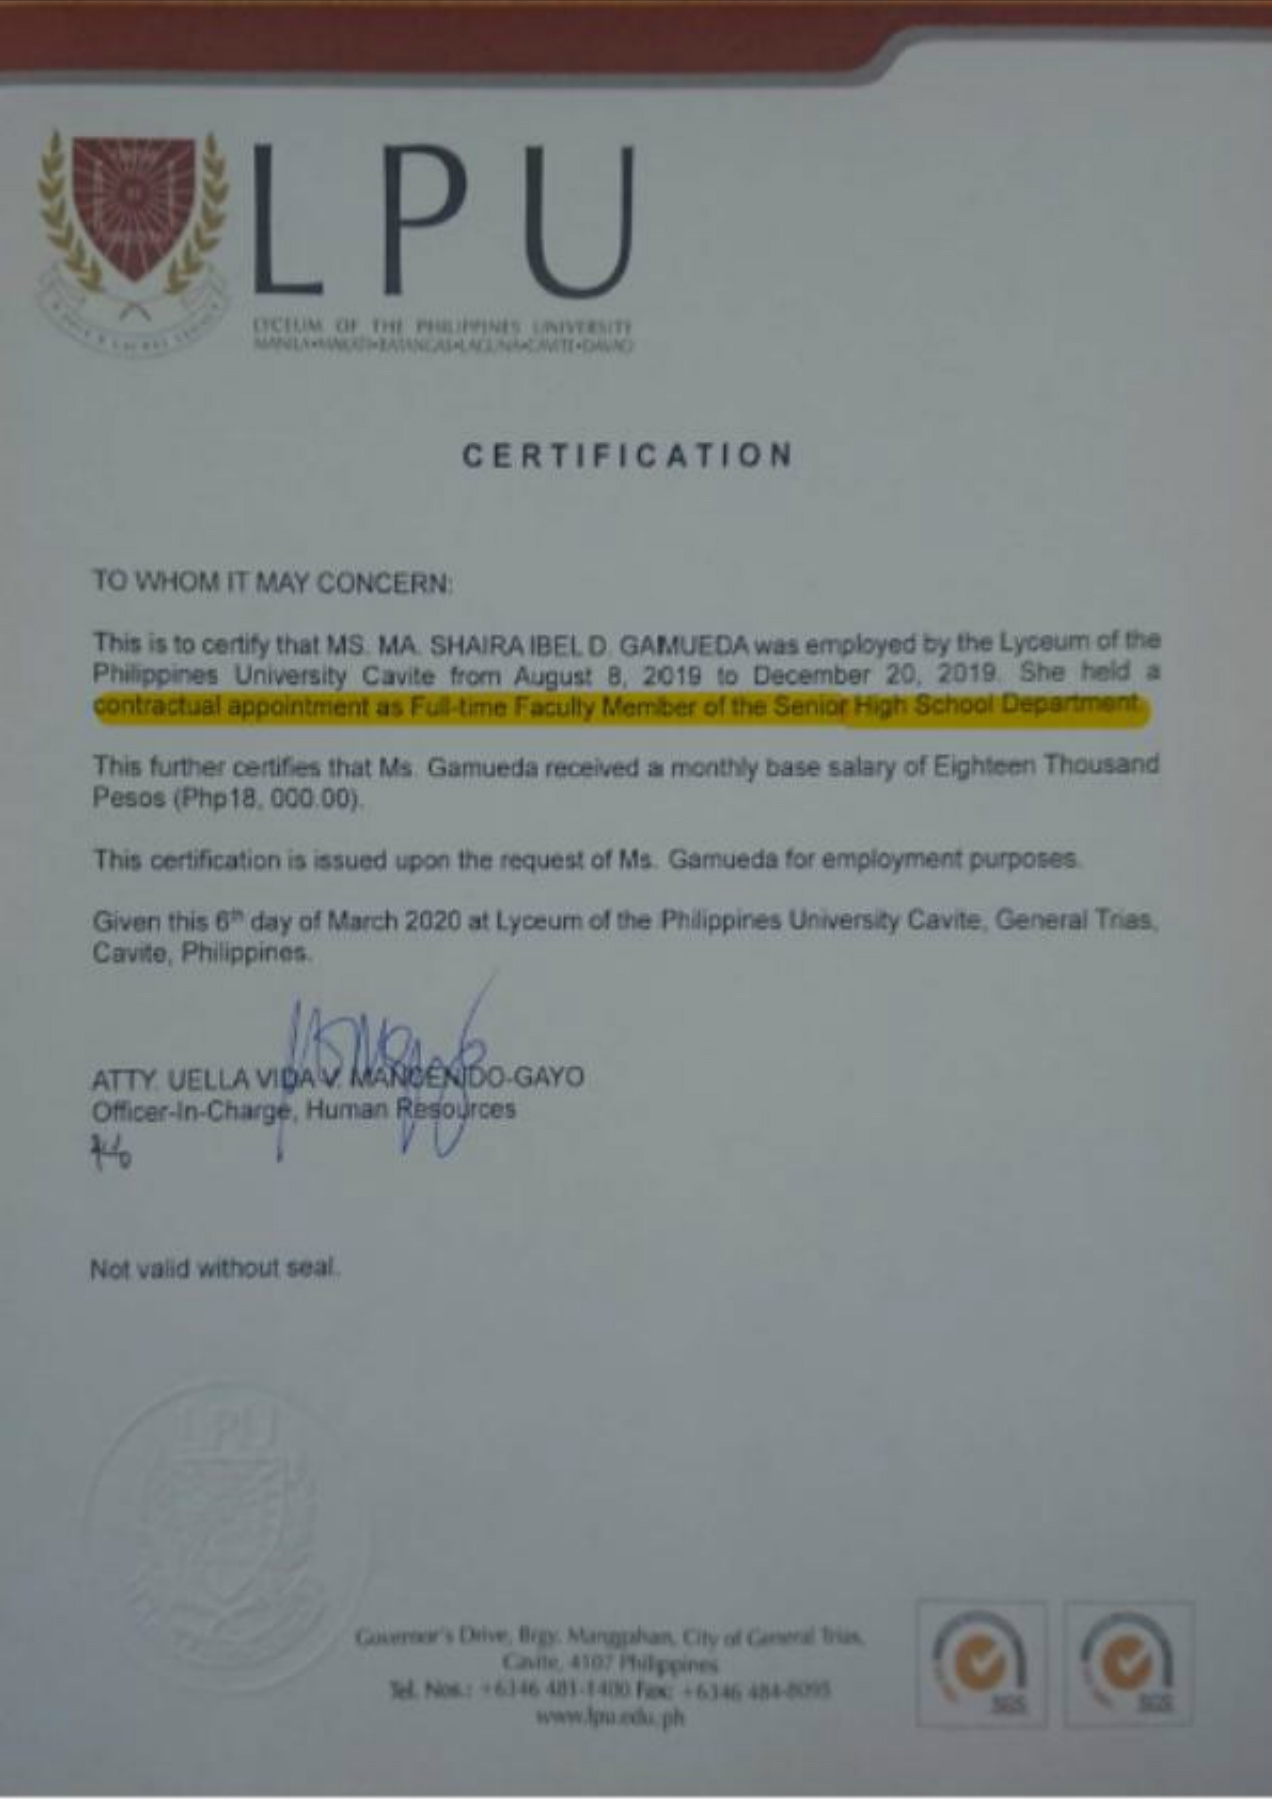 LPU
LYCEUM OF THE PHILIPPINES UNIVERSITY
MANILA•MAKATI•BATANGAS•LAGUNA•CAVITE•DAVAO
CERTIFICATION
TO WHOM IT MAY CONCERN:
This is to certify that MS. MA. SHAIRA IBEL D. GAMUEDA was employed by the Lyceum of the
Philippines University Cavite from August 8, 2019 to December 20, 2019. She held a
contractual appointment as Full-time Faculty Member of the Senior High School Department.
This further certifies that Ms. Gamueda received a monthly base salary of Eighteen Thousand
Pesos (Php18, 000.00).
This certification is issued upon the request of Ms. Gamueda for employment purposes.
Given this 6th day of March 2020 at Lyceum of the Philippines University Cavite, General Trias,
Cavite, Philippines.
ATTY. UELLA VIDA V. MANCENIDO-GAYO
Officer-In-Charge, Human Resources
Not valid without seal.
LPU
Governor's Drive, Brgy. Manggahan, City of General Trias,
Cavite, 4107 Philippines
Tel. Nos.: +6346 481-1400 Fax: +6346 484-8095
www.lpu.edu.ph
SGS
SGS